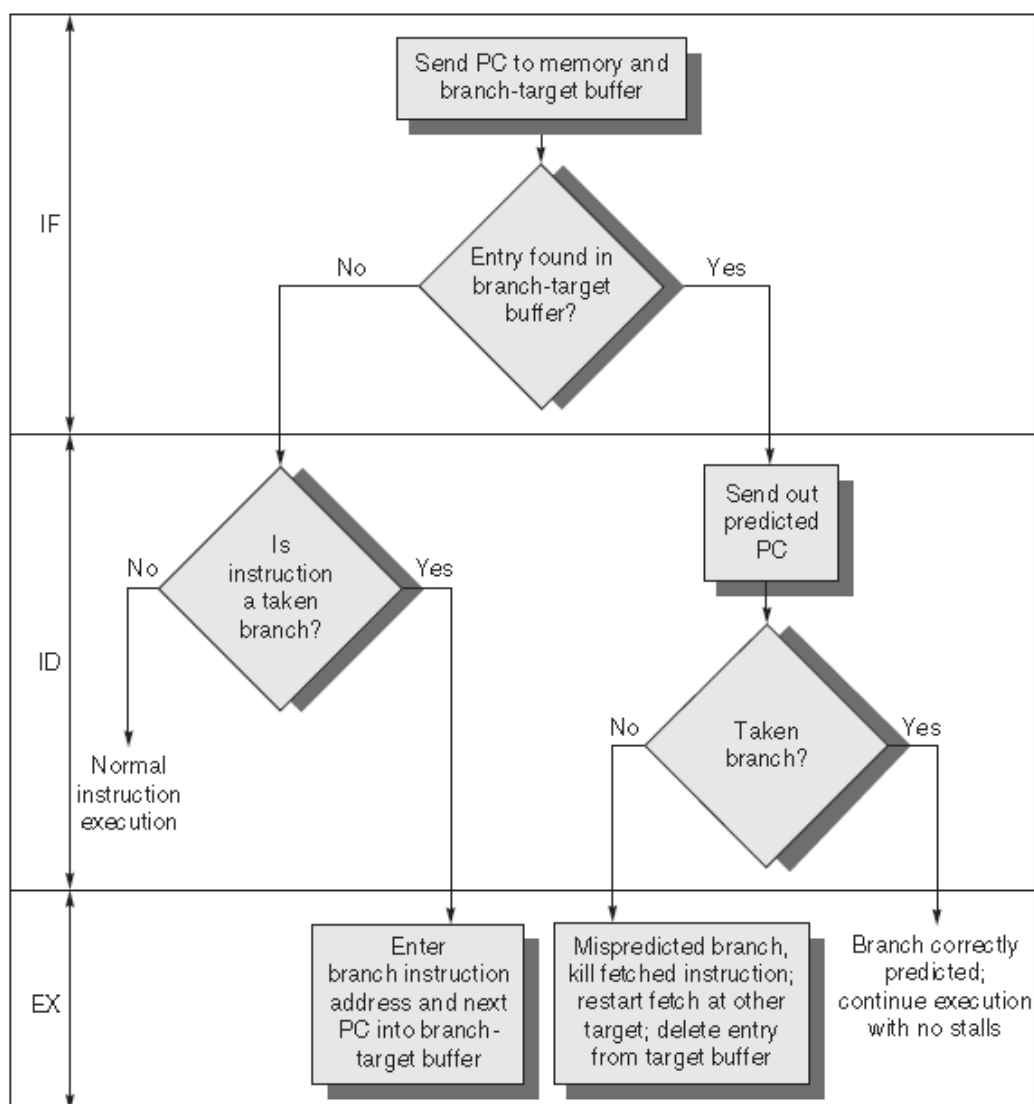 Send PC to memory and
branch-target buffer
IF
No
Entry found in
branch-target
buffer?
Yes
Send out
predicted
PC
No
Is
instruction
a taken
branch?
Yes
ID
No
Taken
branch?
Yes
Normal
instruction
execution
EX
Enter
branch instruction
address and next
PC into branch-
target buffer
Mispredicted branch,
kill fetched instruction;
restart fetch at other
target; delete entry
from target buffer
Branch correctly
predicted;
continue execution
with no stalls